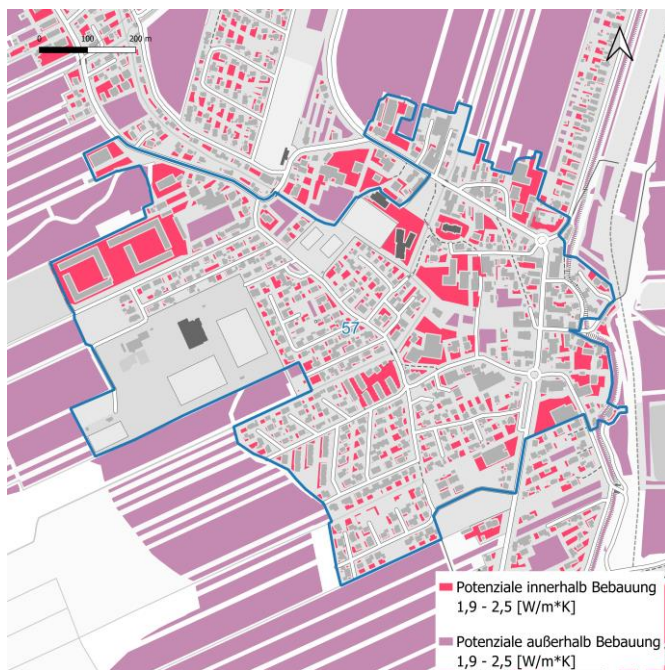 0 100 200 m
57
Potenziale innerhalb Bebauung
1,9 - 2,5 [W/m*K]
Potenziale außerhalb Bebauung
1,9 - 2,5 [W/m*K]